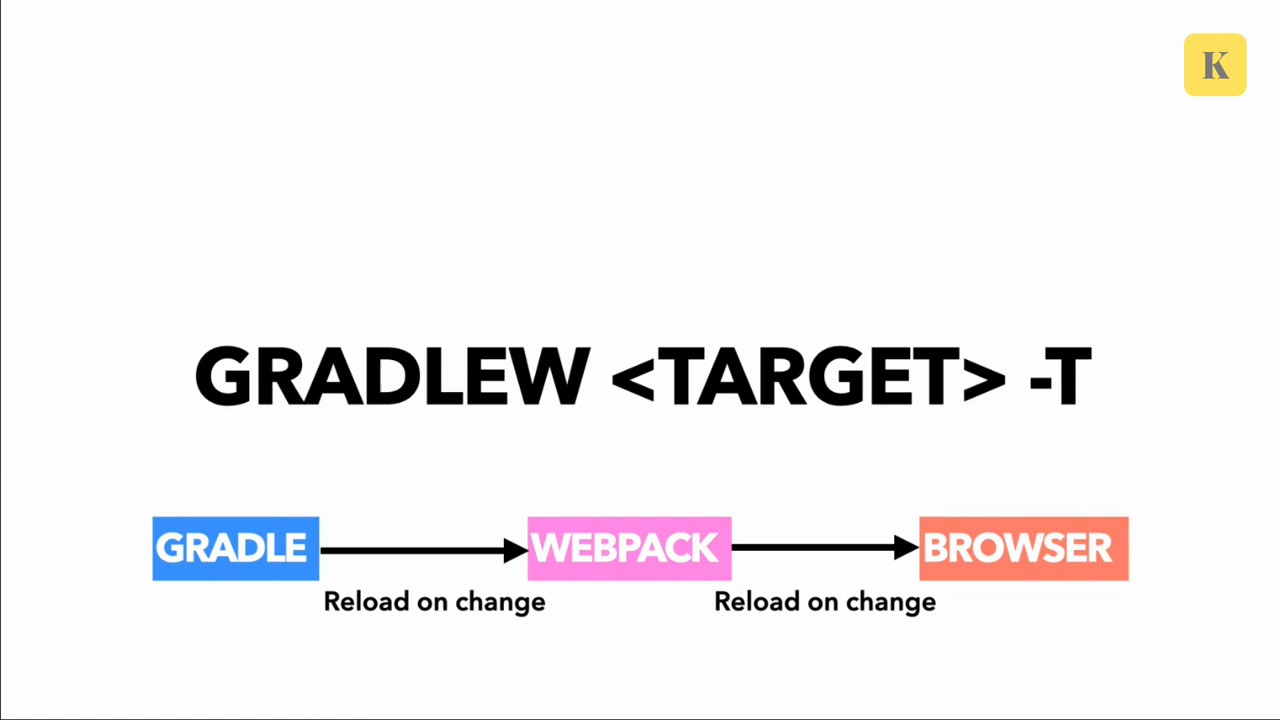 K
GRADLEW <TARGET> -T
GRADLE
WEBPACK
BROWSER
Reload on change
Reload on change